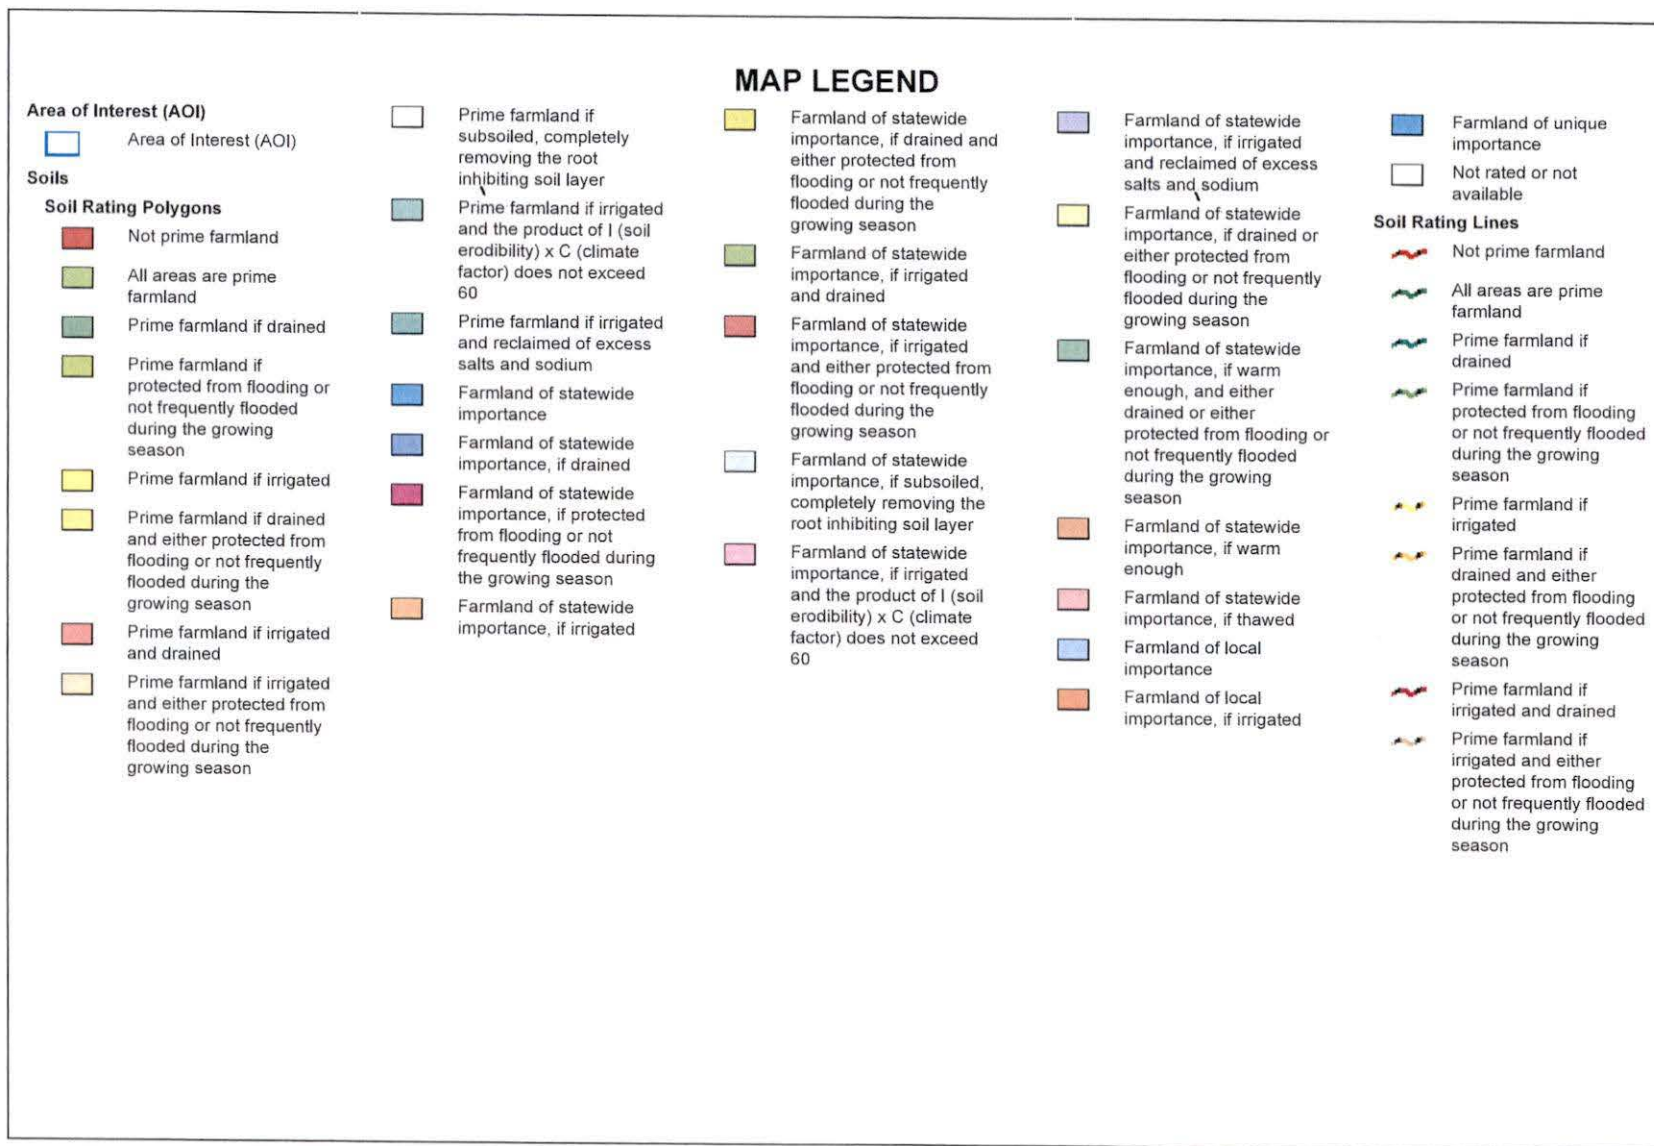 MAP LEGEND
Area of Interest (AOI)
Area of Interest (AOI)
Soils
Soil Rating Polygons
Not prime farmland
All areas are prime
farmland
Prime farmland if drained
Prime farmland if
protected from flooding or
not frequently flooded
during the growing
season
Prime farmland if irrigated
Prime farmland if drained
and either protected from
flooding or not frequently
flooded during the
growing season
Prime farmland if irrigated
and drained
Prime farmland if irrigated
and either protected from
flooding or not frequently
flooded during the
growing season
Prime farmland if
subsoiled, completely
removing the root
inhibiting soil layer
Prime farmland if irrigated
and the product of I (soil
erodibility) x C (climate
factor) does not exceed
60
Prime farmland if irrigated
and reclaimed of excess
salts and sodium
Farmland of statewide
importance
Farmland of statewide
importance, if drained
Farmland of statewide
importance, if protected
from flooding or not
frequently flooded during
the growing season
Farmland of statewide
importance, if irrigated
Farmland of statewide
importance, if drained and
either protected from
flooding or not frequently
flooded during the
growing season
Farmland of statewide
importance, if irrigated
and drained
Farmland of statewide
importance, if irrigated
and either protected from
flooding or not frequently
flooded during the
growing season
Farmland of statewide
importance, if subsoiled,
completely removing the
root inhibiting soil layer
Farmland of statewide
importance, if irrigated
and the product of I (soil
erodibility) x C (climate
factor) does not exceed
60
Farmland of statewide
importance, if irrigated
and reclaimed of excess
salts and sodium
Farmland of statewide
importance, if drained or
either protected from
flooding or not frequently
flooded during the
growing season
Farmland of statewide
importance, if warm
enough, and either
drained or either
protected from flooding or
not frequently flooded
during the growing
season
Farmland of statewide
importance, if warm
enough
Farmland of statewide
importance, if thawed
Farmland of local
importance
Farmland of local
importance, if irrigated
Farmland of unique
importance
Not rated or not
available
Soil Rating Lines
Not prime farmland
All areas are prime
farmland
Prime farmland if
drained
Prime farmland if
protected from flooding
or not frequently flooded
during the growing
season
Prime farmland if
irrigated
Prime farmland if
drained and either
protected from flooding
or not frequently flooded
during the growing
season
Prime farmland if
irrigated and drained
Prime farmland if
irrigated and either
protected from flooding
or not frequently flooded
during the growing
season